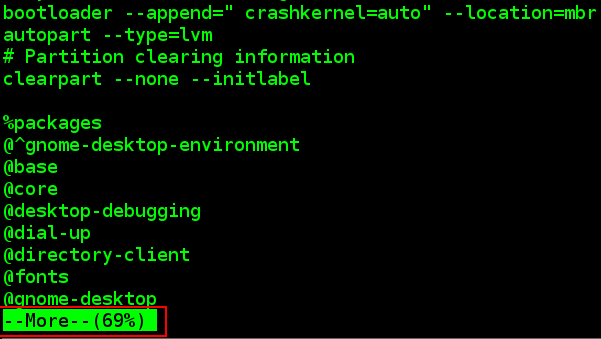 bootloader --append=" crashkernel=auto" --location=mbr
autopart --type=lvm
# Partition clearing information
clearpart --none --initlabel
%packages
@^gnome-desktop-environment
@base
@core
@desktop-debugging
@dial-up
@directory-client
@fonts
@gnome-desktop
--More--(69%)